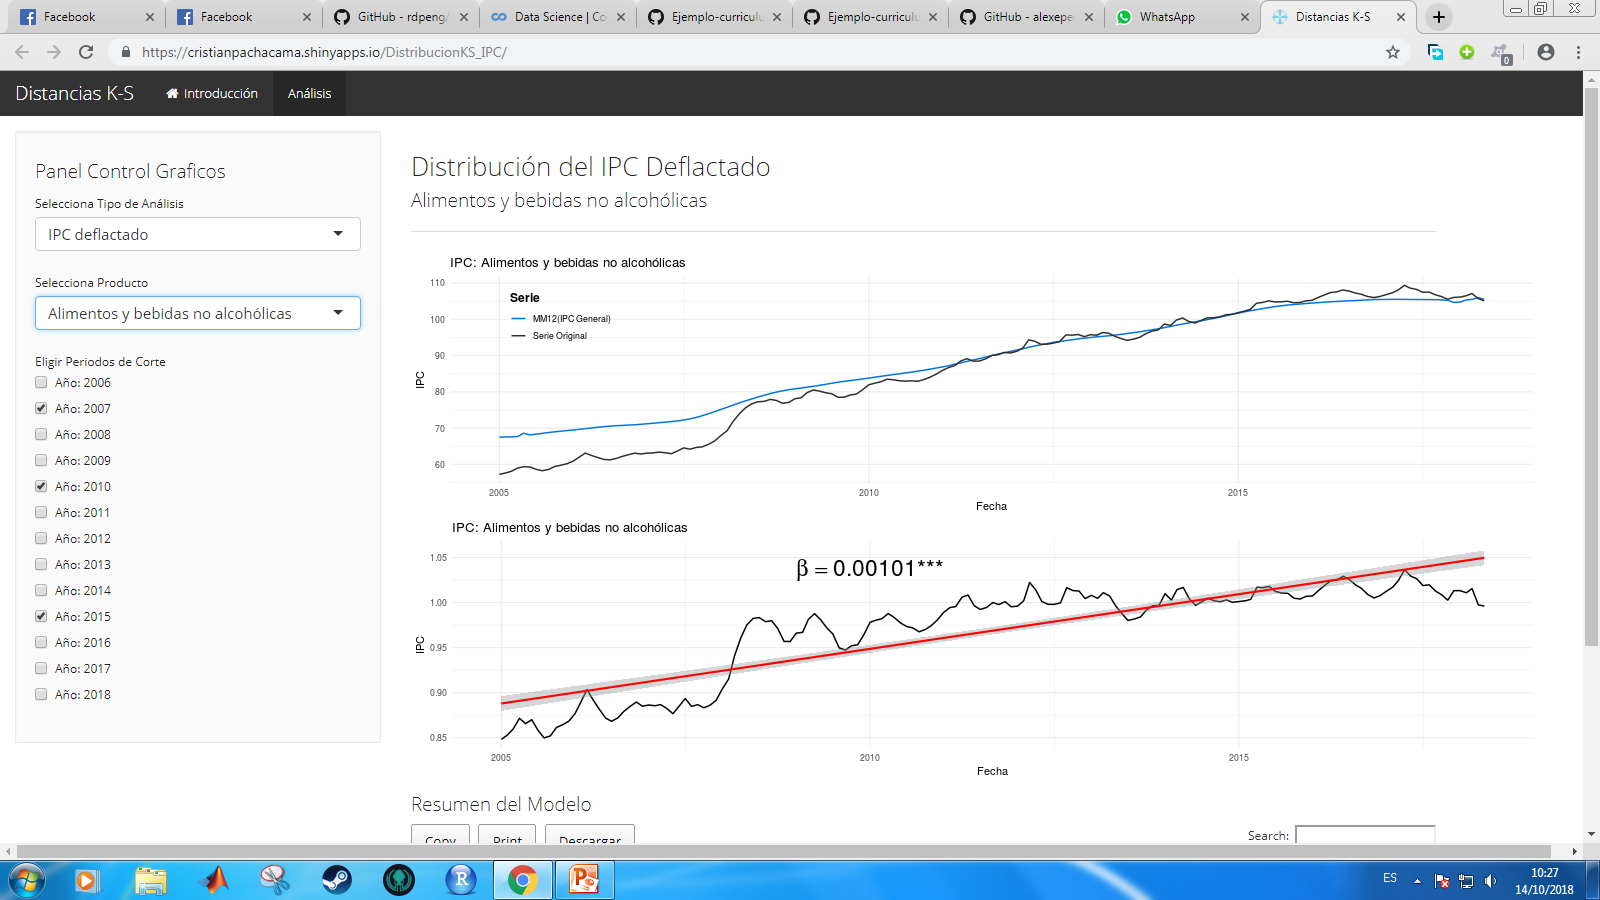 Facebook
Facebook
GitHub - rdpeng/
Data Science | Co
Ejemplo-curriculu
Ejemplo-curriculu
GitHub - alexepe
WhatsApp
Distancias K-S
https://cristianpachacama.shinyapps.io/DistribucionKS_IPC/
0
Distancias K-S
Introducción
Análisis
Panel Control Graficos
Selecciona Tipo de Análisis
IPC deflactado
Selecciona Producto
Alimentos y bebidas no alcohólicas
Eligir Periodos de Corte
Año: 2006
Año: 2007
Año: 2008
Año: 2009
Año: 2010
Año: 2011
Año: 2012
Año: 2013
Año: 2014
Año: 2015
Año: 2016
Año: 2017
Año: 2018
Distribución del IPC Deflactado
Alimentos y bebidas no alcohólicas
IPC: Alimentos y bebidas no alcohólicas
110
100
90
80
70
60
IPC
Serie
MM12(IPC General)
Serie Original
2005
2010
2015
Fecha
IPC: Alimentos y bebidas no alcohólicas
1.05
1.00
0.95
0.90
0.85
IPC
β = 0.00101***
2005
2010
2015
Fecha
Resumen del Modelo
Copy
Print
Descargar
Search:
R
ES
10:27
14/10/2018